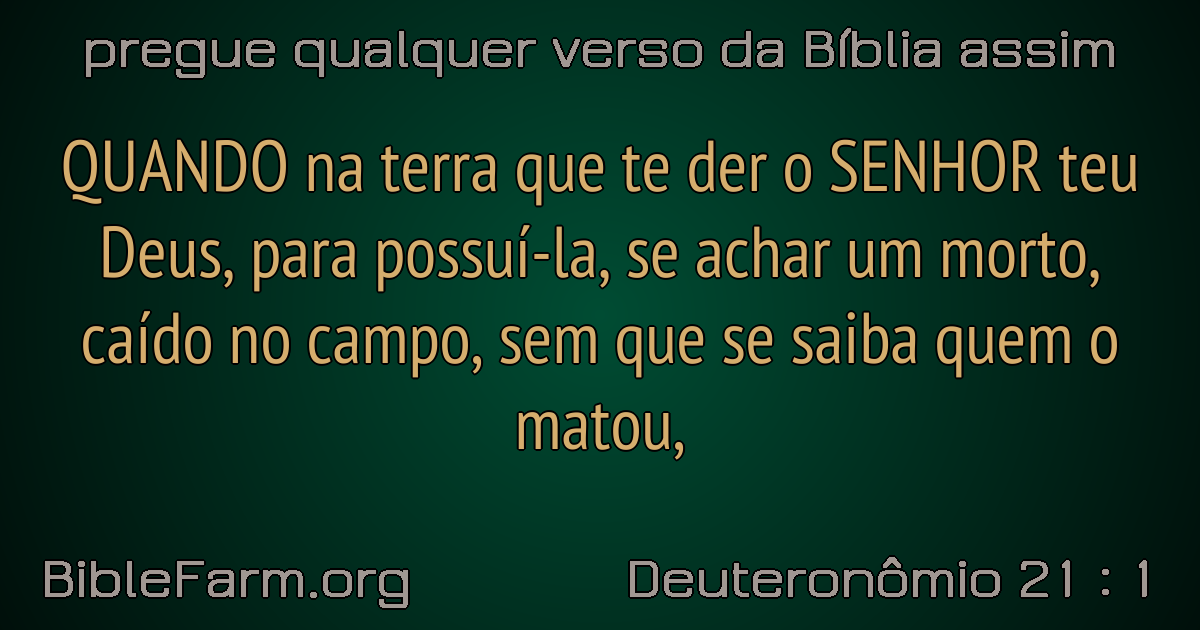 pregue qualquer verso da Bíblia assim
QUANDO na terra que te der o SENHOR teu
Deus, para possuí-la, se achar um morto,
caído no campo, sem que se saiba quem o
matou,
BibleFarm.org
Deuteronômio 21 : 1